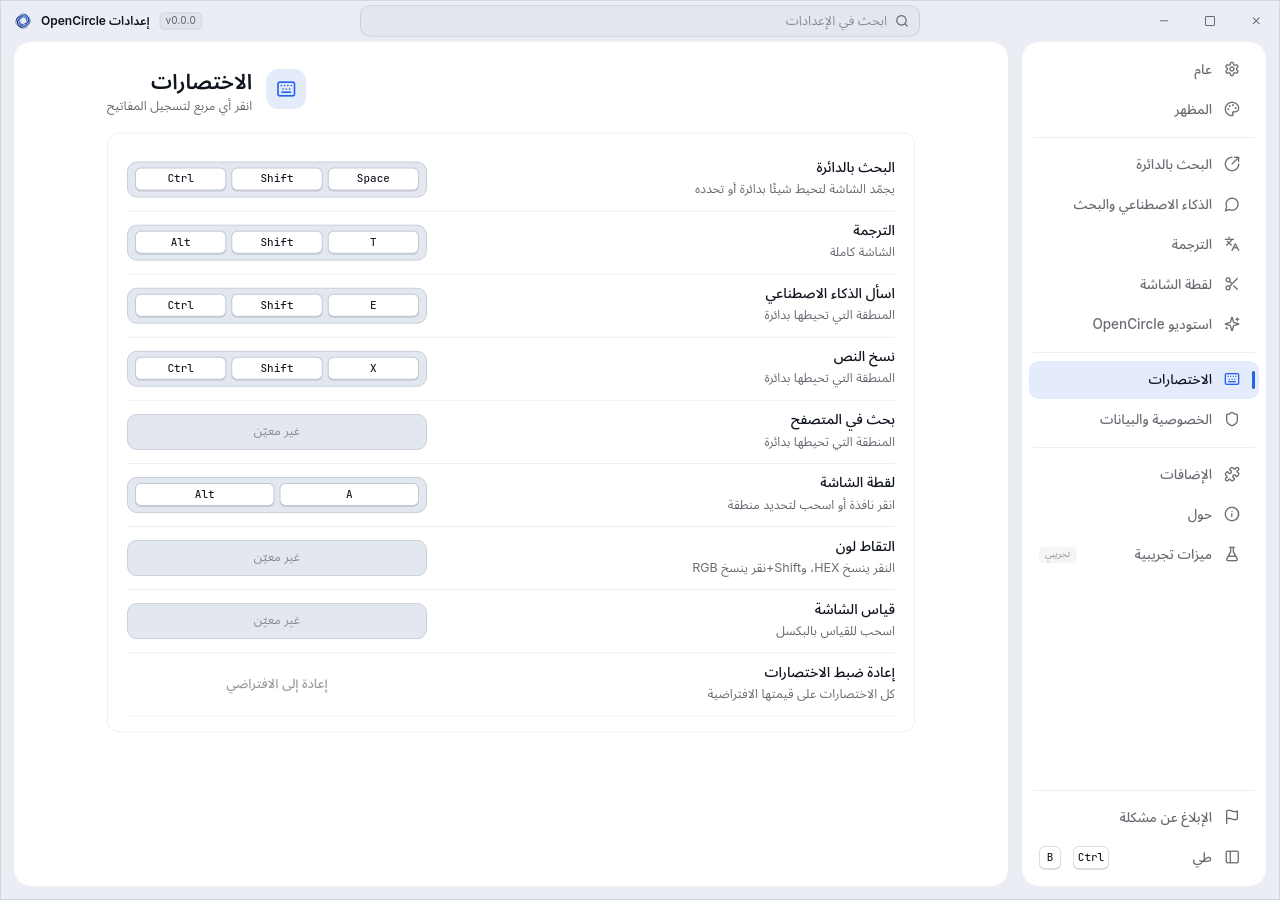 إعدادات OpenCircle
v0.0.0
ابحث في الإعدادات
عام
المظهر
البحث بالدائرة
الذكاء الاصطناعي والبحث
الترجمة
لقطة الشاشة
استوديو OpenCircle
الاختصارات
الخصوصية والبيانات
الإضافات
حول
ميزات تجريبية
تجريبي
الإبلاغ عن مشكلة
طي
Ctrl B
الاختصارات
انقر أي مربع لتسجيل المفاتيح
البحث بالدائرة
يجمّد الشاشة لتحيط شيئًا بدائرة أو تحدده
Ctrl Shift Space
الترجمة
الشاشة كاملة
Alt Shift T
اسأل الذكاء الاصطناعي
المنطقة التي تحيطها بدائرة
Ctrl Shift E
نسخ النص
المنطقة التي تحيطها بدائرة
Ctrl Shift X
بحث في المتصفح
المنطقة التي تحيطها بدائرة
غير معيّن
لقطة الشاشة
انقر نافذة أو اسحب لتحديد منطقة
Alt A
التقاط لون
النقر ينسخ HEX، وShift+نقر ينسخ RGB
غير معيّن
قياس الشاشة
اسحب للقياس بالبكسل
غير معيّن
إعادة ضبط الاختصارات
كل الاختصارات على قيمتها الافتراضية
إعادة إلى الافتراضي